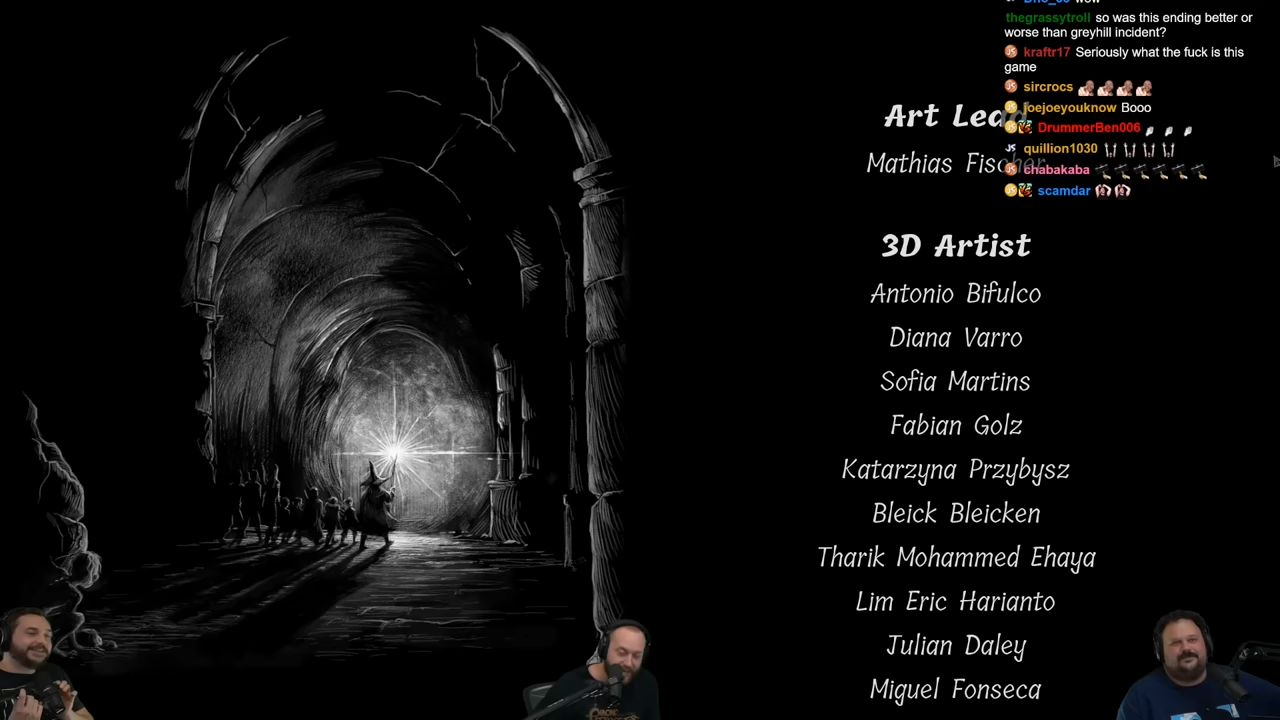 wow
thegrassytroll so was this ending better or
worse than greyhill incident?
kraftr17 Seriously what the fuck is this
game
sircrocs
joejoeyouknow Booo
DrummerBen006
quillion1030
chabakaba
scamdar
Art Lead
Mathias Fischer
3D Artist
Antonio Bifulco
Diana Varro
Sofia Martins
Fabian Golz
Katarzyna Przybysz
Bleick Bleicken
Tharik Mohammed Ehaya
Lim Eric Harianto
Julian Daley
Miguel Fonseca